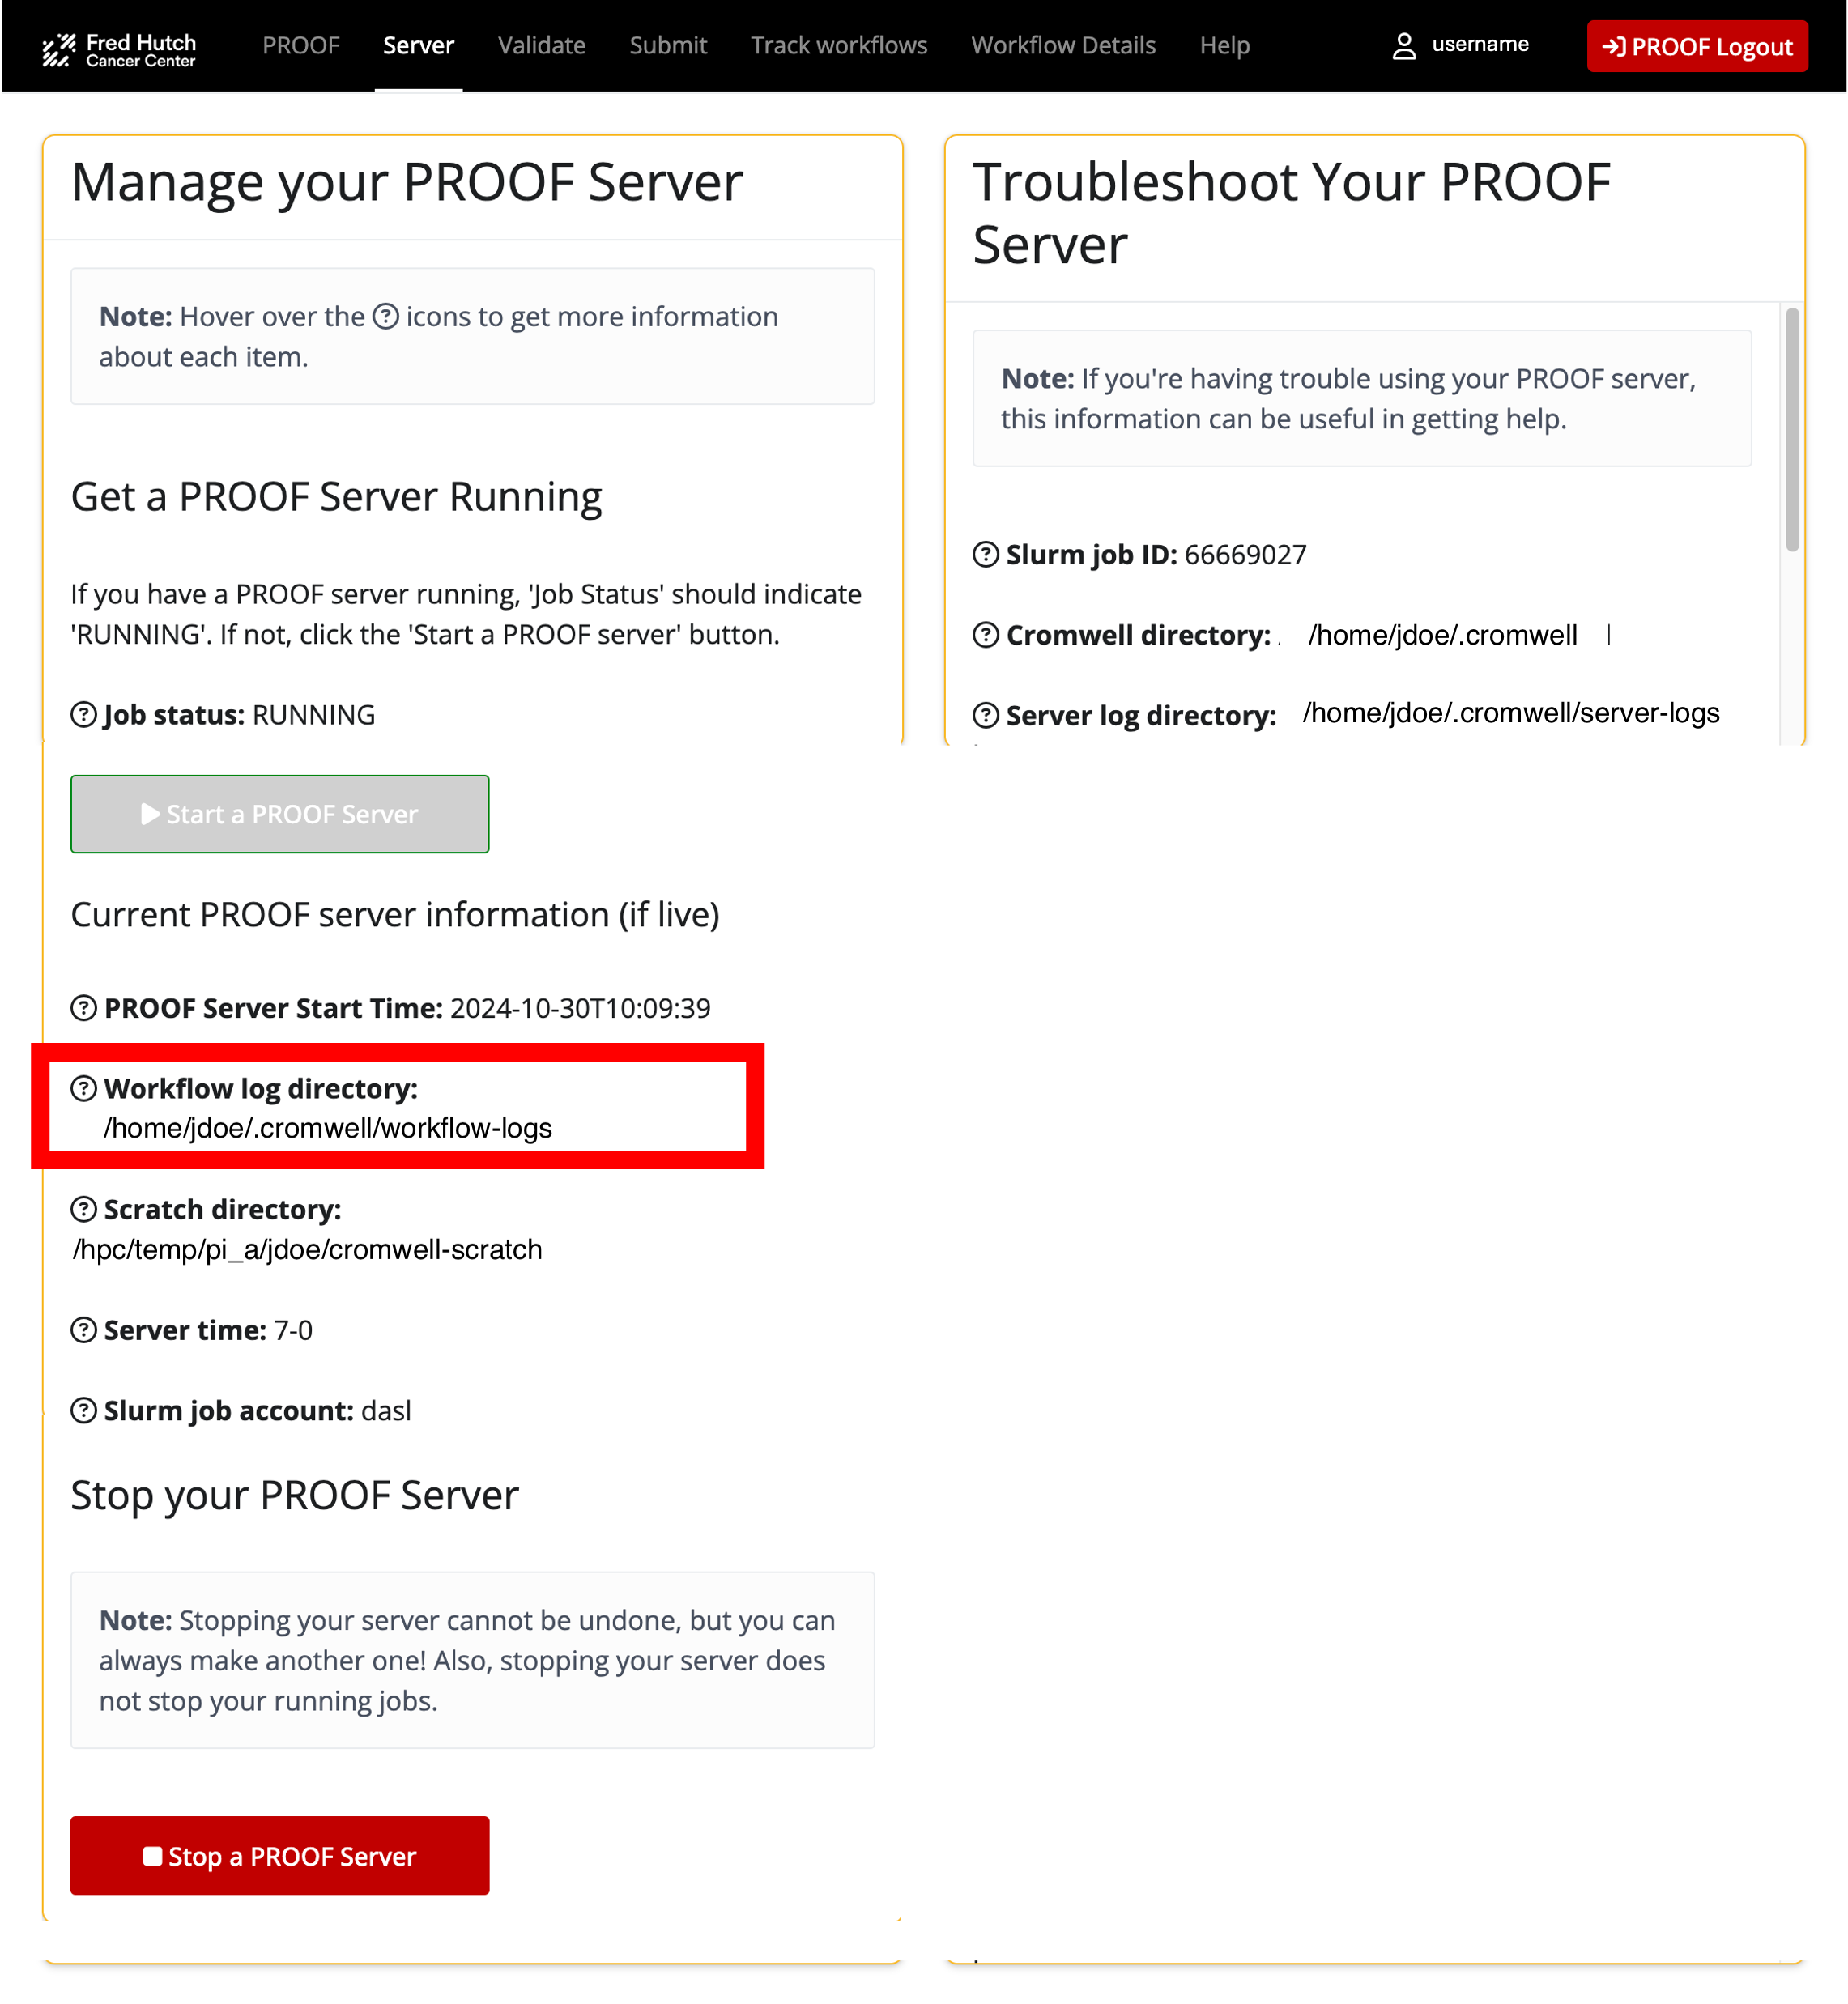 Fred Hutch
Cancer Center
PROOF
Server
Validate
Submit
Track workflows
Workflow Details
Help
username
PROOF Logout
Manage your PROOF Server
Note: Hover over the ? icons to get more information
about each item.
Get a PROOF Server Running
If you have a PROOF server running, 'Job Status' should indicate
'RUNNING'. If not, click the 'Start a PROOF server' button.
? Job status: RUNNING
Start a PROOF Server
Current PROOF server information (if live)
? PROOF Server Start Time: 2024-10-30T10:09:39
? Workflow log directory:
/home/jdoe/.cromwell/workflow-logs
? Scratch directory:
/hpc/temp/pi_a/jdoe/cromwell-scratch
? Server time: 7-0
? Slurm job account: dasl
Stop your PROOF Server
Note: Stopping your server cannot be undone, but you can
always make another one! Also, stopping your server does
not stop your running jobs.
Stop a PROOF Server
Troubleshoot Your PROOF
Server
Note: If you're having trouble using your PROOF server,
this information can be useful in getting help.
? Slurm job ID: 66669027
? Cromwell directory: /home/jdoe/.cromwell
? Server log directory: /home/jdoe/.cromwell/server-logs